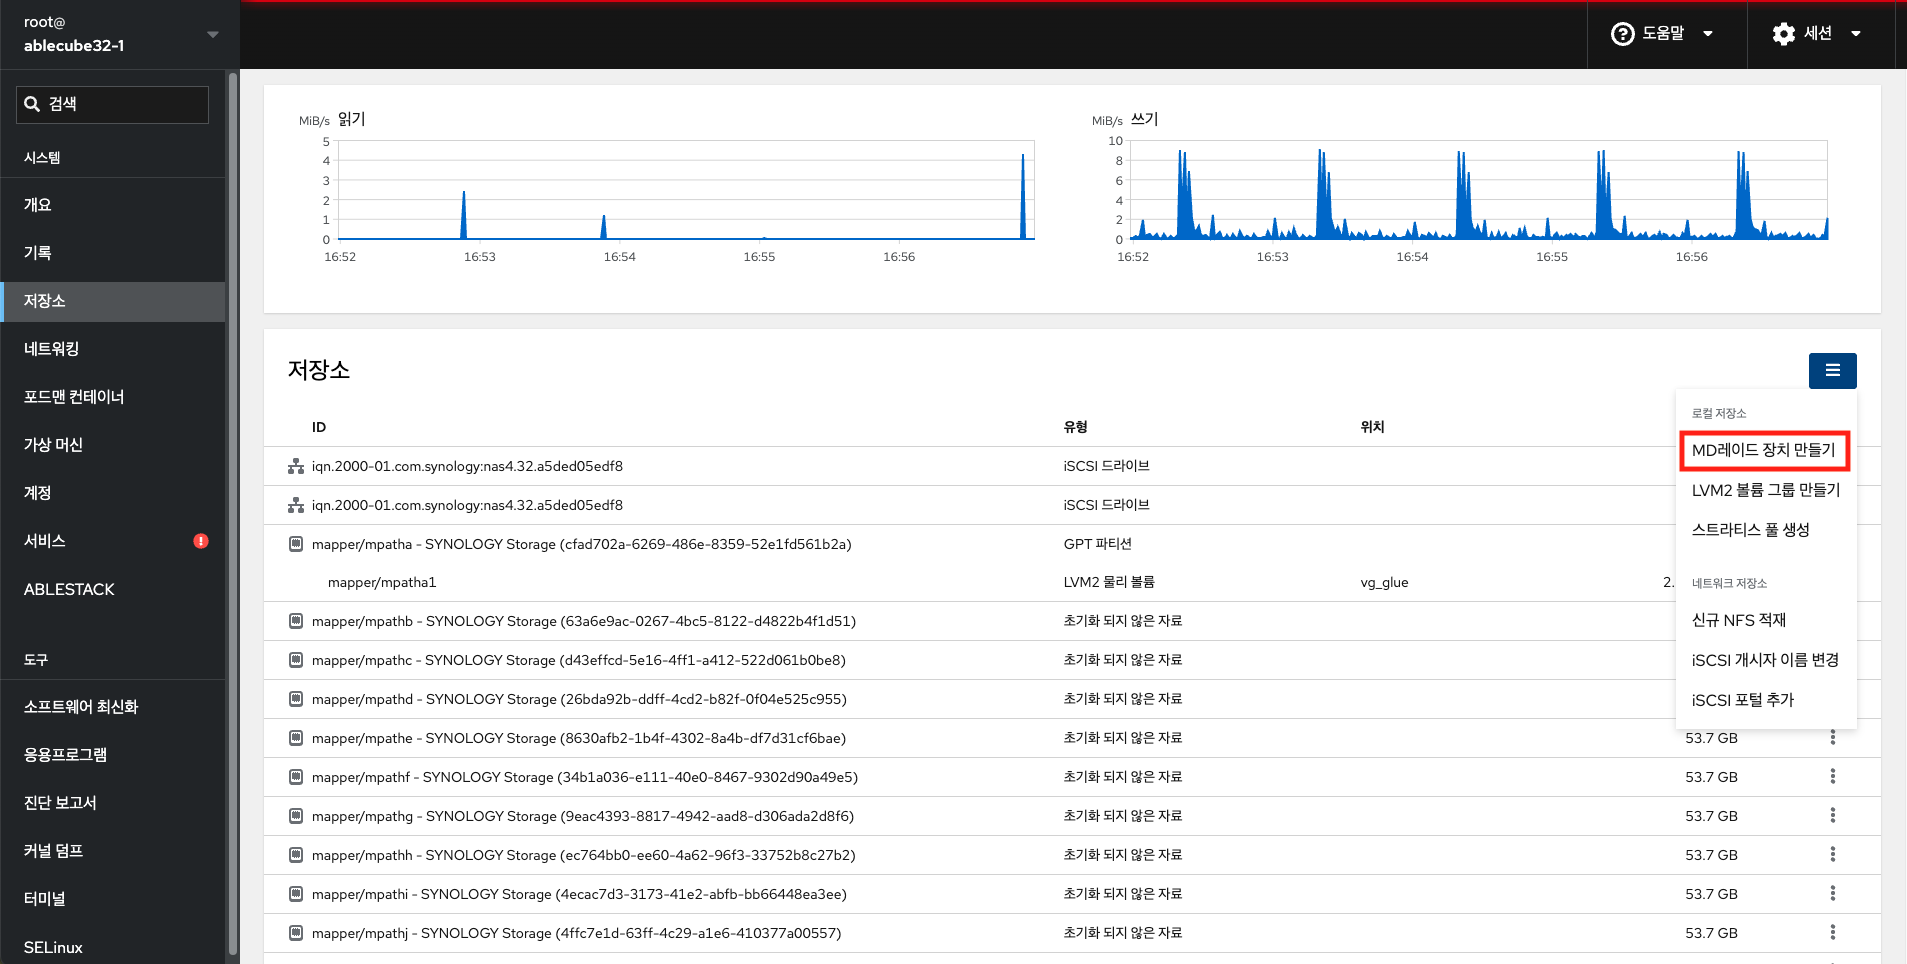 root@
ablecube32-1
도움말
세션
검색
시스템
개요
기록
저장소
네트워킹
포드맨 컨테이너
가상 머신
계정
서비스
ABLESTACK
도구
소프트웨어 최신화
응용프로그램
진단 보고서
커널 덤프
터미널
SELinux
MiB/s 읽기
5
4
3
2
1
0
16:52 16:53 16:54 16:55 16:56
MiB/s 쓰기
10
8
6
4
2
0
16:52 16:53 16:54 16:55 16:56
저장소
ID 유형 위치
iqn.2000-01.com.synology:nas4.32.a5ded05edf8 iSCSI 드라이브
iqn.2000-01.com.synology:nas4.32.a5ded05edf8 iSCSI 드라이브
mapper/mpatha - SYNOLOGY Storage (cfad702a-6269-486e-8359-52e1fd561b2a) GPT 파티션
mapper/mpatha1 LVM2 물리 볼륨 vg_glue 2.
mapper/mpathb - SYNOLOGY Storage (63a6e9ac-0267-4bc5-8122-d4822b4f1d51) 초기화 되지 않은 자료
mapper/mpathc - SYNOLOGY Storage (d43effcd-5e16-4ff1-a412-522d061b0be8) 초기화 되지 않은 자료
mapper/mpathd - SYNOLOGY Storage (26bda92b-ddff-4cd2-b82f-0f04e525c955) 초기화 되지 않은 자료
mapper/mpathe - SYNOLOGY Storage (8630afb2-1b4f-4302-8a4b-df7d31cf6bae) 초기화 되지 않은 자료 53.7 GB
mapper/mpathf - SYNOLOGY Storage (34b1a036-e111-40e0-8467-9302d90a49e5) 초기화 되지 않은 자료 53.7 GB
mapper/mpathg - SYNOLOGY Storage (9eac4393-8817-4942-aad8-d306ada2d8f6) 초기화 되지 않은 자료 53.7 GB
mapper/mpathh - SYNOLOGY Storage (ec764bb0-ee60-4a62-96f3-33752b8c27b2) 초기화 되지 않은 자료 53.7 GB
mapper/mpathi - SYNOLOGY Storage (4ecac7d3-3173-41e2-abfb-bb66448ea3ee) 초기화 되지 않은 자료 53.7 GB
mapper/mpathj - SYNOLOGY Storage (4ffc7e1d-63ff-4c29-a1e6-410377a00557) 초기화 되지 않은 자료 53.7 GB
로컬 저장소
MD레이드 장치 만들기
LVM2 볼륨 그룹 만들기
스트라티스 풀 생성
네트워크 저장소
신규 NFS 적재
iSCSI 개시자 이름 변경
iSCSI 포털 추가